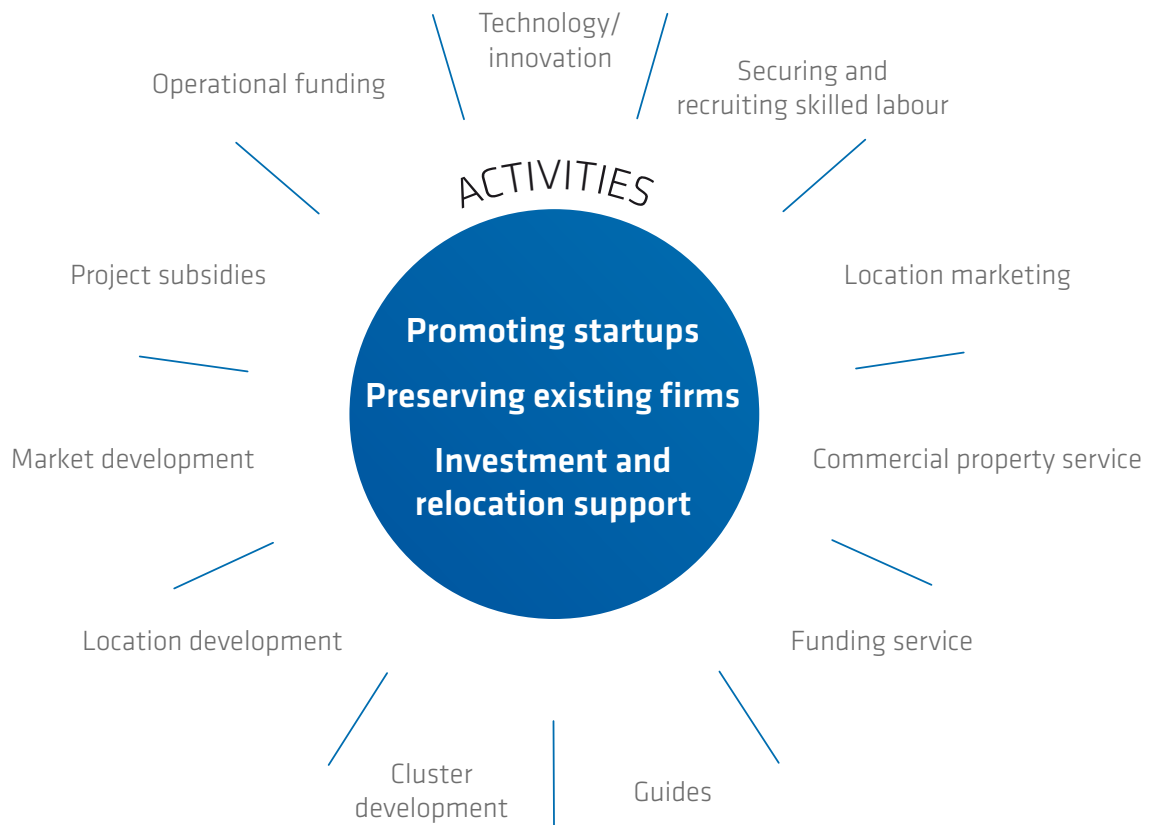 Technology/
innovation
Operational funding
Securing and
recruiting skilled labour
ACTIVITIES
Project subsidies
Location marketing
Promoting startups
Preserving existing firms
Investment and
relocation support
Market development
Commercial property service
Location development
Funding service
Cluster
development
Guides